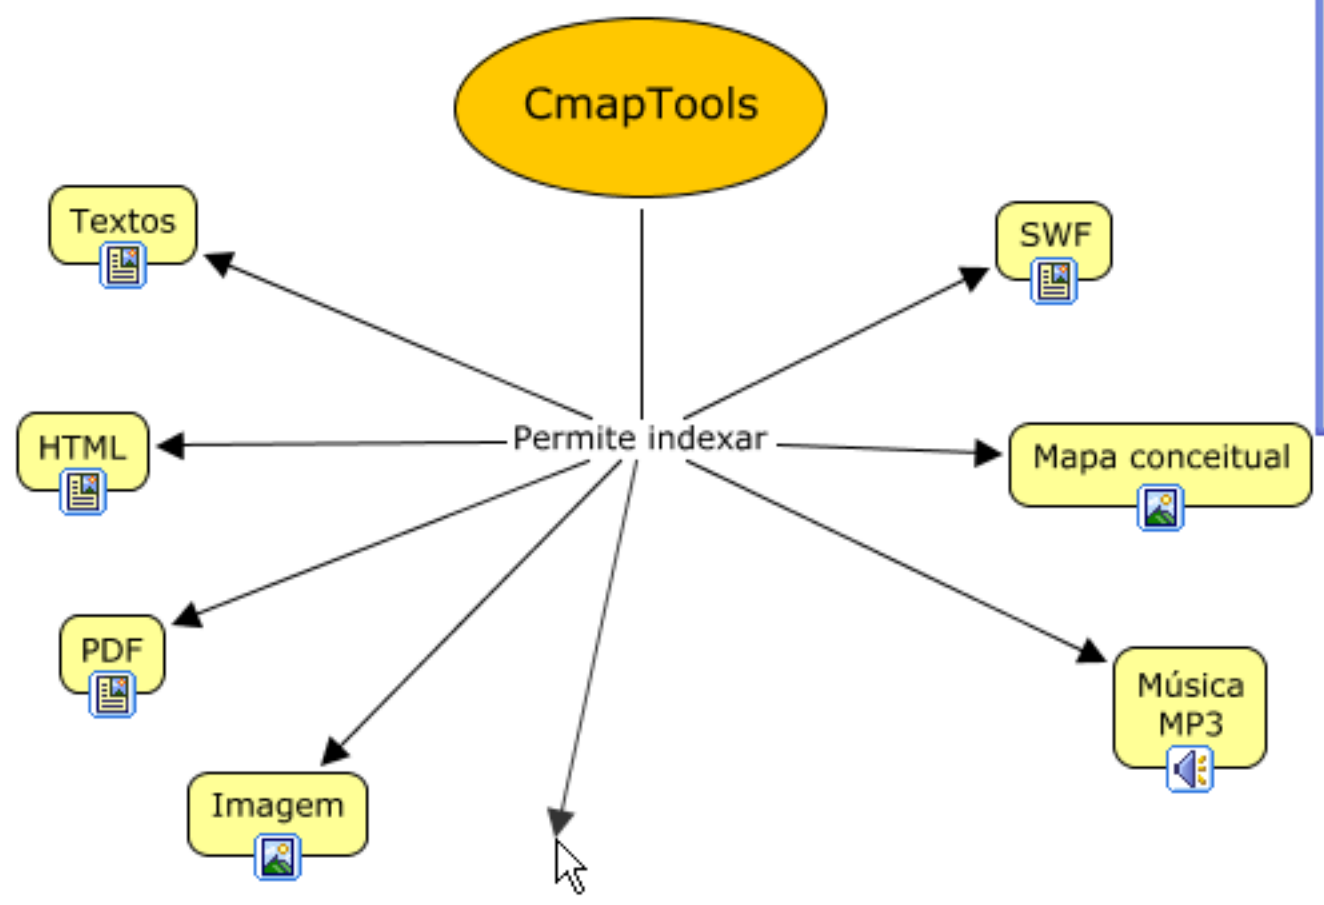 CmapTools
Textos
SWF
Permite indexar
HTML
Mapa conceitual
PDF
Música
MP3
Imagem